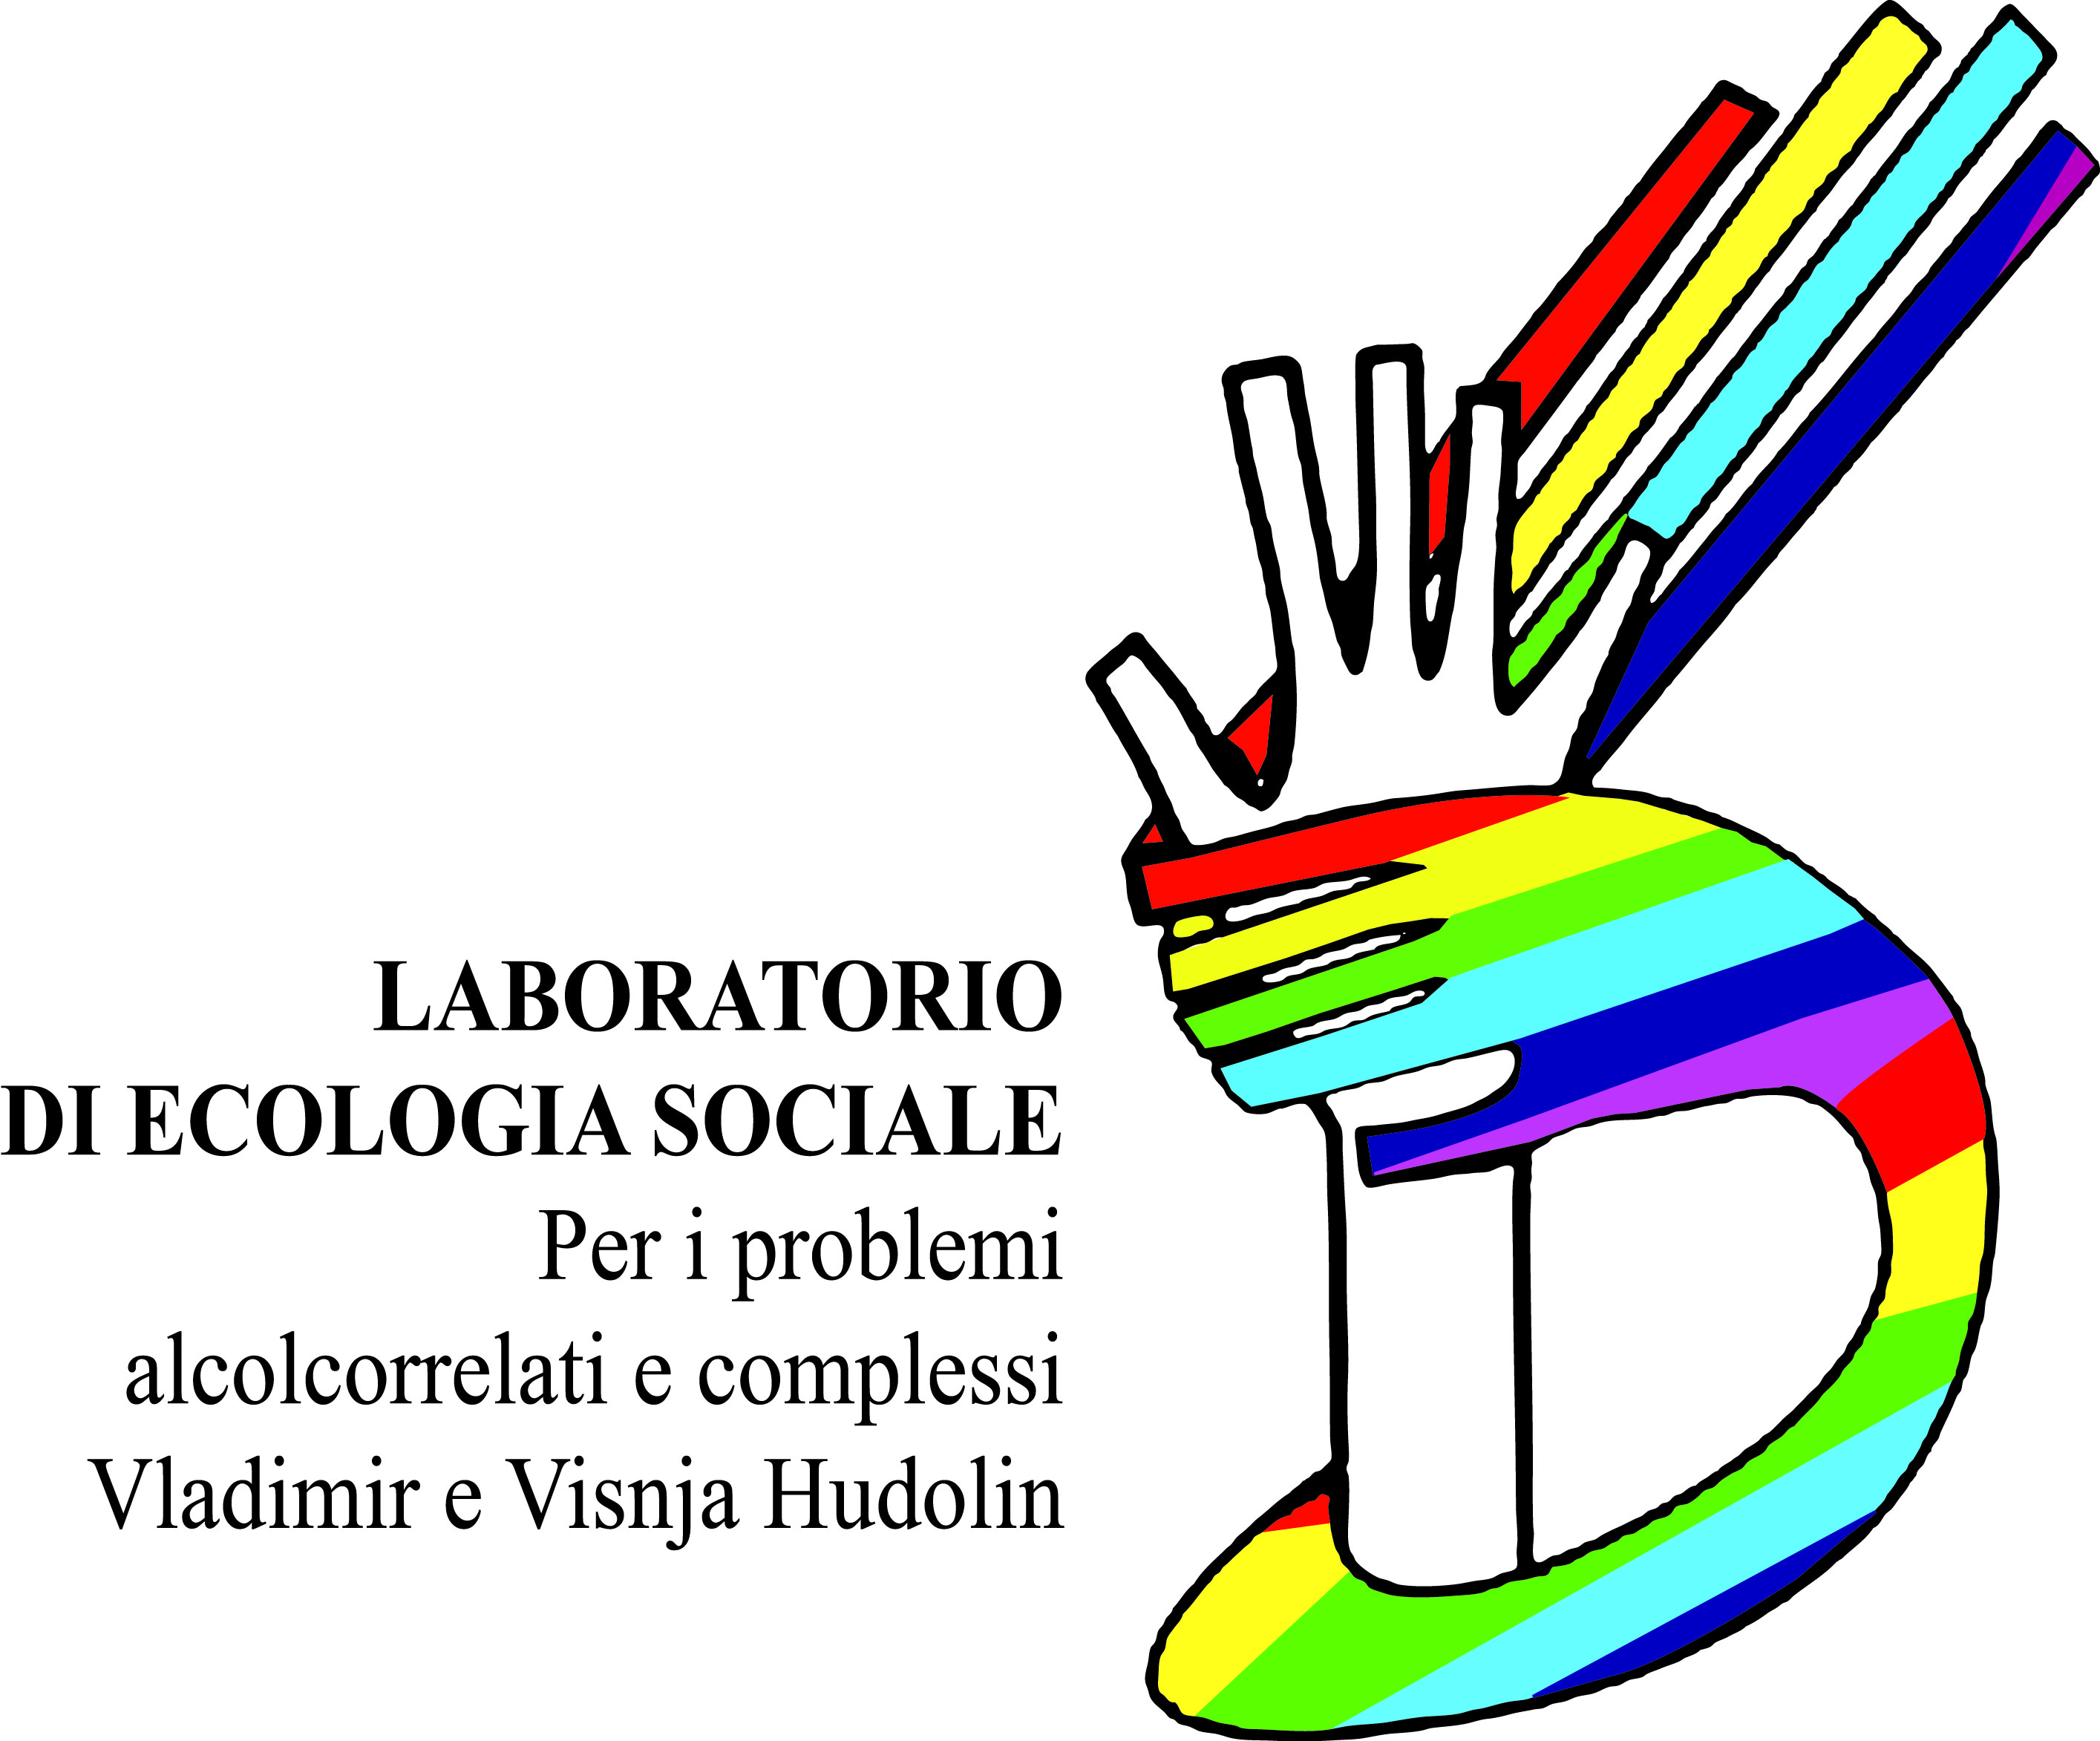 LABORATORIO
DI ECOLOGIA SOCIALE
Per i problemi
alcolcorrelati e complessi
Vladimir e Visnja Hudolin